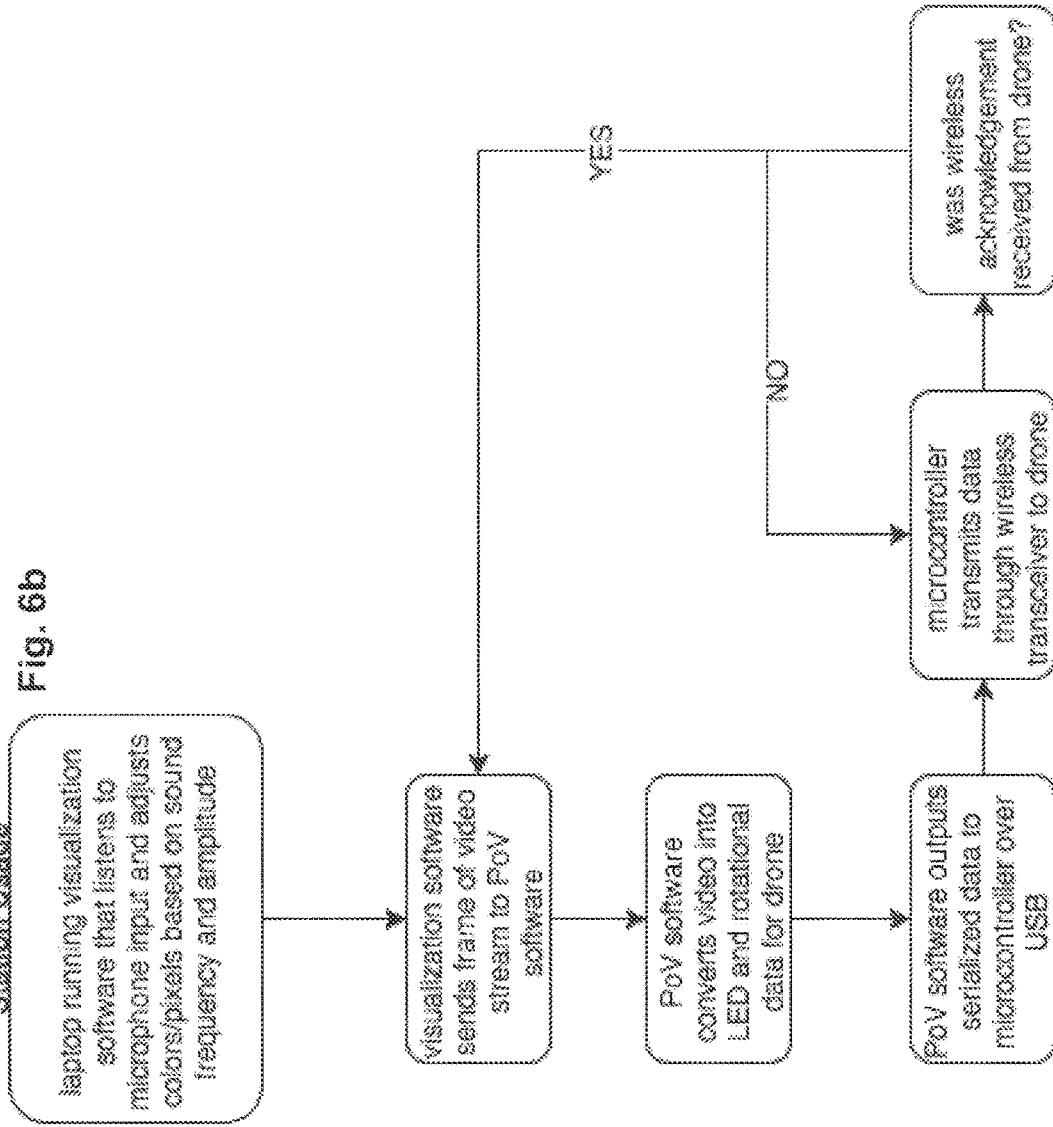 Fig. 6b
laptop running visualization
software that listens to
microphone input and adjusts
colors/pixels based on sound
frequency and amplitude
visualization software
sends frame of video
stream to PoV
software
PoV software
converts video into
LED and rotational
data for drone
PoV software outputs
serialized data to
microcontroller over
USB
microcontroller
transmits data
through wireless
transceiver to drone
was wireless
acknowledgement
received from drone?
NO
YES